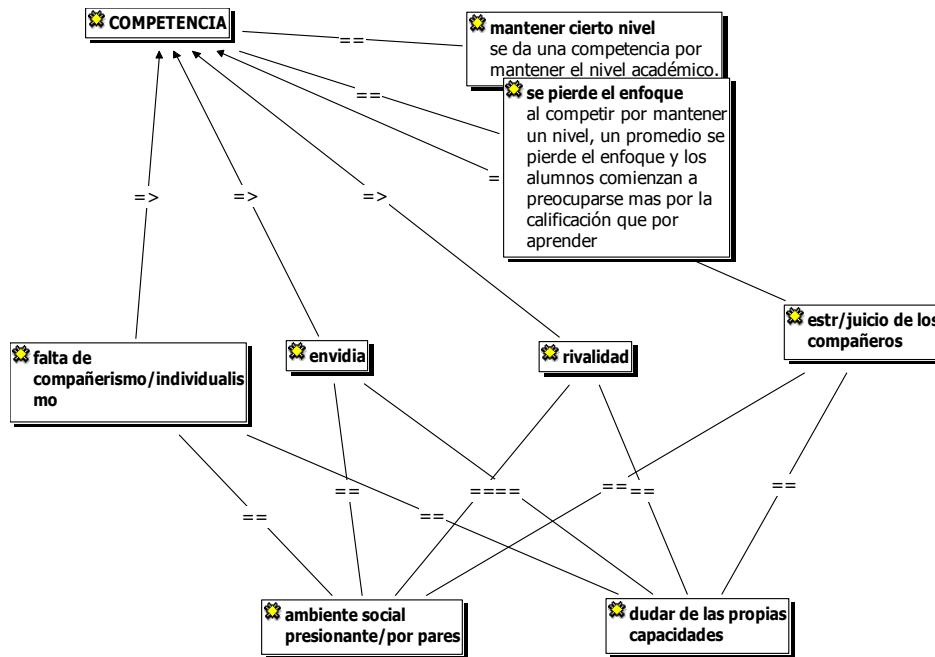 COMPETENCIA
==
mantener cierto nivel
se da una competencia por
mantener el nivel académico.
==
se pierde el enfoque
al competir por mantener
un nivel, un promedio se
pierde el enfoque y los
alumnos comienzan a
preocuparse mas por la
calificación que por
aprender
=
=>
=>
=>
falta de
compañerismo/individualis
mo
envidia
rivalidad
estr/juicio de los
compañeros
==
==
==
====
==
==
==
==
ambiente social
presionante/por pares
dudar de las propias
capacidades